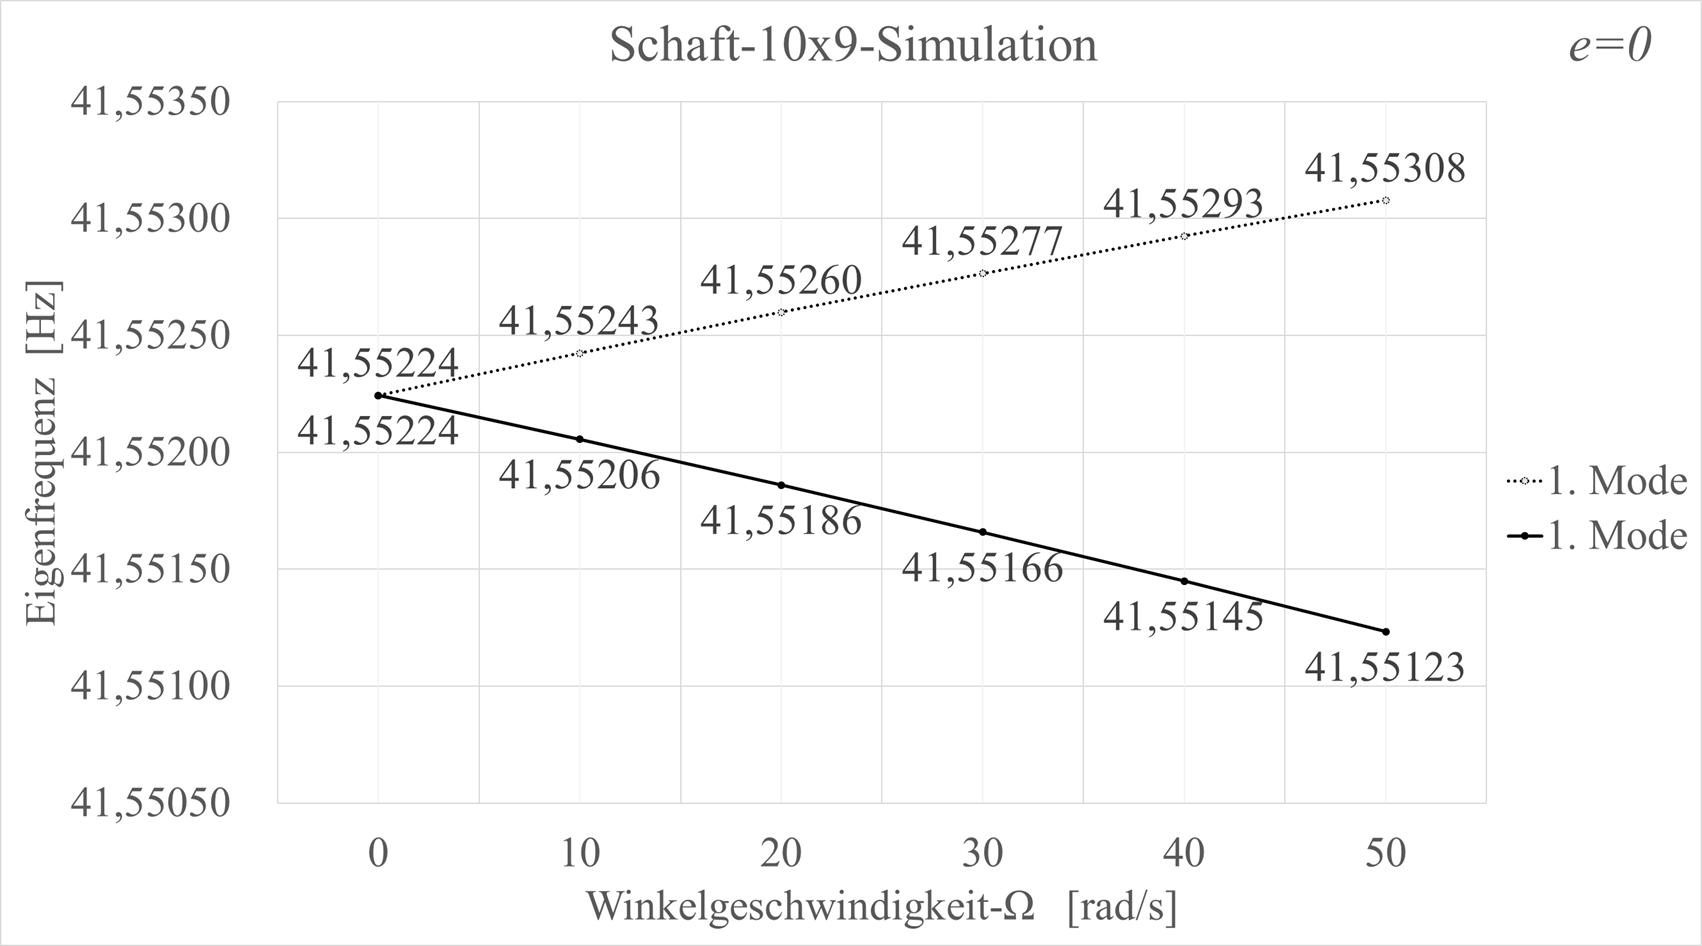 Schaft-10x9-Simulation
e=0
41,55350
41,55300
41,55250
41,55200
41,55150
41,55100
41,55050
Eigenfrequenz [Hz]
41,55224
41,55243
41,55260
41,55277
41,55293
41,55308
41,55224
41,55206
41,55186
41,55166
41,55145
41,55123
1. Mode
1. Mode
0 10 20 30 40 50
Winkelgeschwindigkeit-Ω [rad/s]